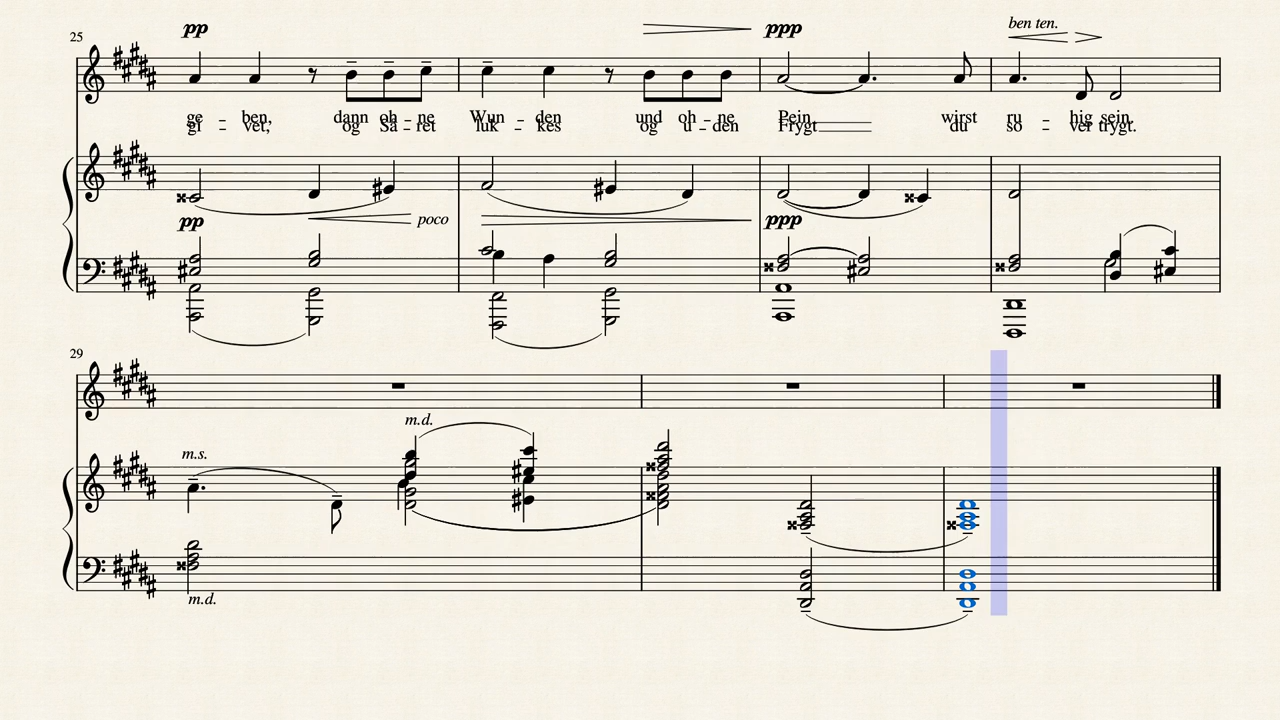 pp ppp ben ten.
25
ge - ben, dann oh - ne Wun - den und oh - ne Pein, wirst ru - hig sein.
gi - vet, og Sā - ret luk - kes og u - den Frygt du so - ver trygt.
pp poco ppp
29
m.d.
m.s.
m.d.